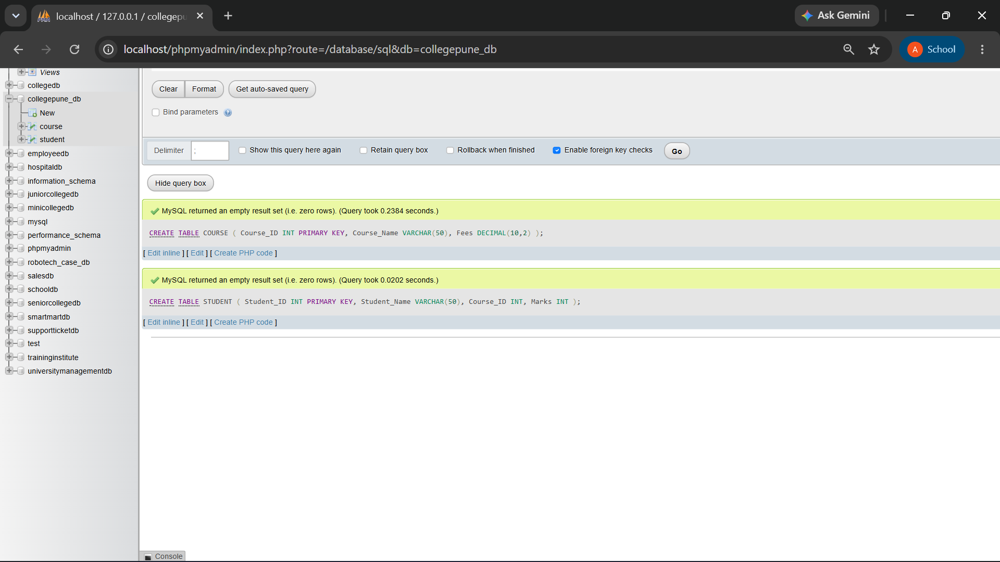 localhost / 127.0.0.1 / collegepu
Ask Gemini
localhost/phpmyadmin/index.php?route=/database/sql&db=collegepune_db
A School
Views
collegedb
collegepune_db
New
course
student
employeedb
hospitaldb
information_schema
juniorcollegedb
minicollegedb
mysql
performance_schema
phpmyadmin
robotech_case_db
salesdb
schooldb
seniorcollegedb
smartmartdb
supportticketdb
test
traininginstitute
universitymanagementdb
Clear Format Get auto-saved query
Bind parameters
Delimiter ; Show this query here again Retain query box Rollback when finished Enable foreign key checks Go
Hide query box
MySQL returned an empty result set (i.e. zero rows). (Query took 0.2384 seconds.)
CREATE TABLE COURSE ( Course_ID INT PRIMARY KEY, Course_Name VARCHAR(50), Fees DECIMAL(10,2) );
[ Edit inline ] [ Edit ] [ Create PHP code ]
MySQL returned an empty result set (i.e. zero rows). (Query took 0.0202 seconds.)
CREATE TABLE STUDENT ( Student_ID INT PRIMARY KEY, Student_Name VARCHAR(50), Course_ID INT, Marks INT );
[ Edit inline ] [ Edit ] [ Create PHP code ]
Console